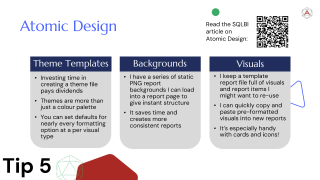 Atomic Design
Read the SQLBI
article on
Atomic Design:
Theme Templates
• Investing time in
creating a theme file
pays dividends
• Themes are more than
just a colour palette
• You can set defaults for
nearly every formatting
option at a per visual
type
Backgrounds
• I have a series of static
PNG report
backgrounds I can load
into a report page to
give instant structure
• It saves time and
creates more
consistent reports
Visuals
• I keep a template
report file full of visuals
and report items I
might want to re-use
• I can quickly copy and
paste pre-formatted
visuals into new reports
• It's especially handy
with cards and icons!
Tip 5